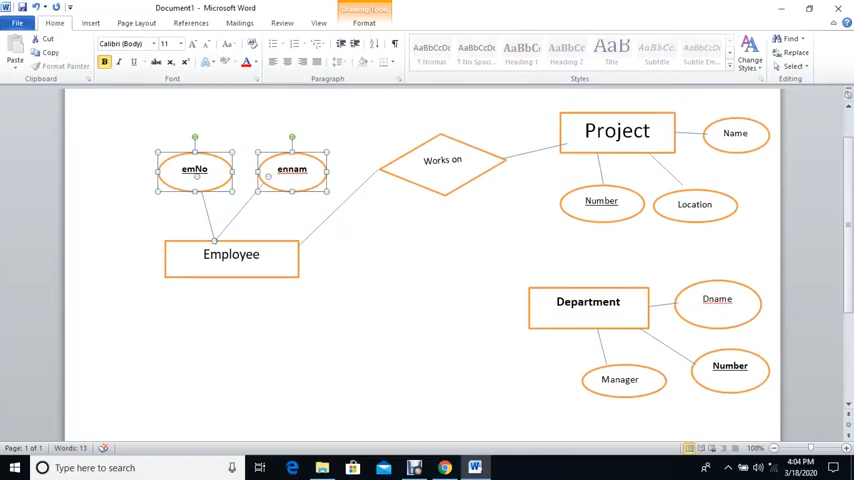 Document1 - Microsoft Word
Drawing Tools
File
Home
Insert
Page Layout
References
Mailings
Review
View
Format
Paste
Cut
Copy
Format Painter
Clipboard
Calibri (Body)
11
Font
Paragraph
AaBbCcDc
¶ Normal
AaBbCcDc
¶ No Spaci...
AaBbCc
Heading 1
AaBbCc
Heading 2
AaB
Title
AaBbCc.
Subtitle
AaBbCcDc
Subtle Em...
Change
Styles
Styles
Find
Replace
Select
Editing
emNo
ennam
Works on
Project
Name
Number
Location
Employee
Department
Dname
Number
Manager
Page: 1 of 1
Words: 13
108%
Type here to search
4:04 PM
3/18/2020